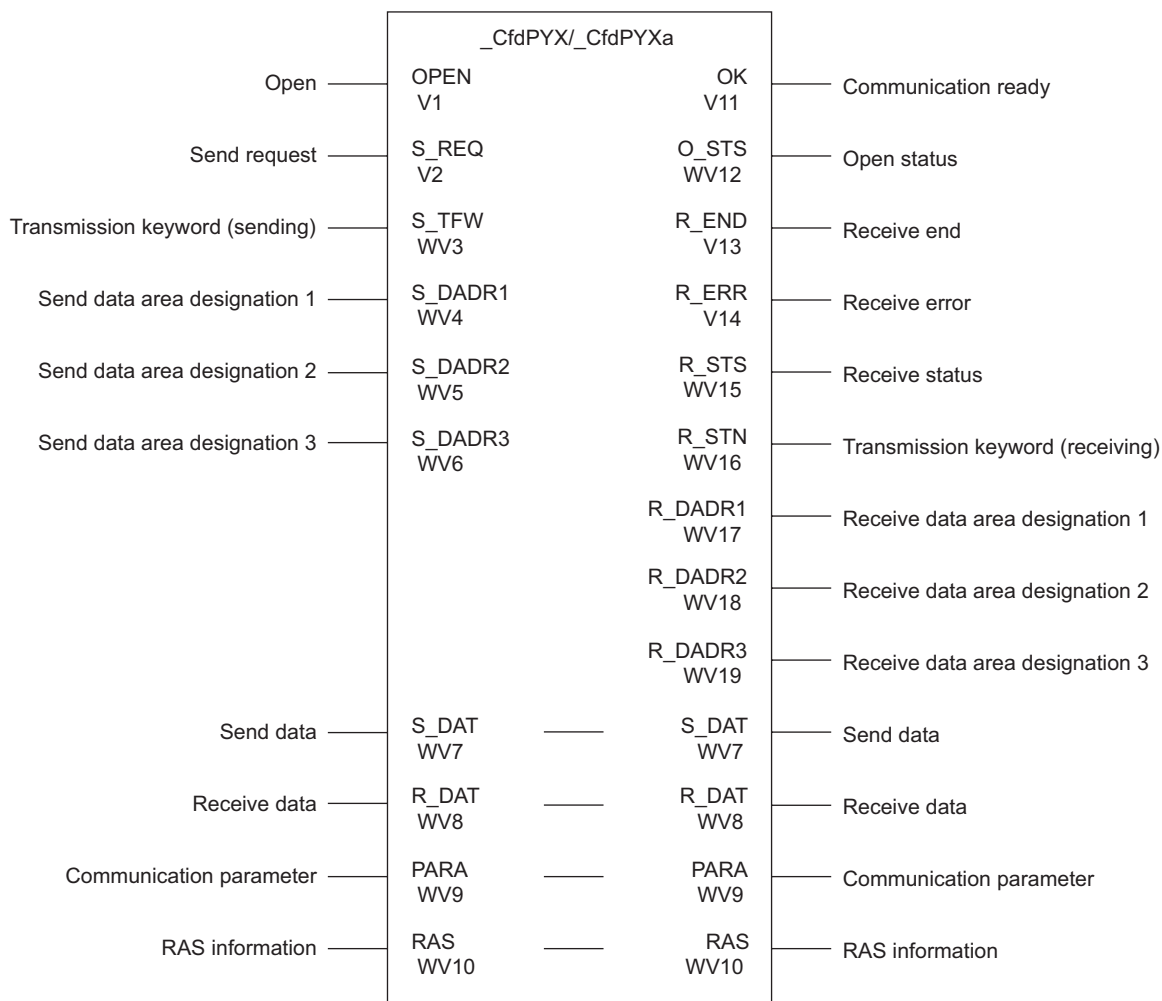 _CfdPYX/_CfdPYXa
Open OPEN OK Communication ready
V1 V11
Send request S_REQ O_STS Open status
V2 WV12
Transmission keyword (sending) S_TFW R_END Receive end
WV3 V13
Send data area designation 1 S_DADR1 R_ERR Receive error
WV4 V14
Send data area designation 2 S_DADR2 R_STS Receive status
WV5 WV15
Send data area designation 3 S_DADR3 R_STN Transmission keyword (receiving)
WV6 WV16
R_DADR1 Receive data area designation 1
WV17
R_DADR2 Receive data area designation 2
WV18
R_DADR3 Receive data area designation 3
WV19
Send data S_DAT S_DAT Send data
WV7 WV7
Receive data R_DAT R_DAT Receive data
WV8 WV8
Communication parameter PARA PARA Communication parameter
WV9 WV9
RAS information RAS RAS RAS information
WV10 WV10